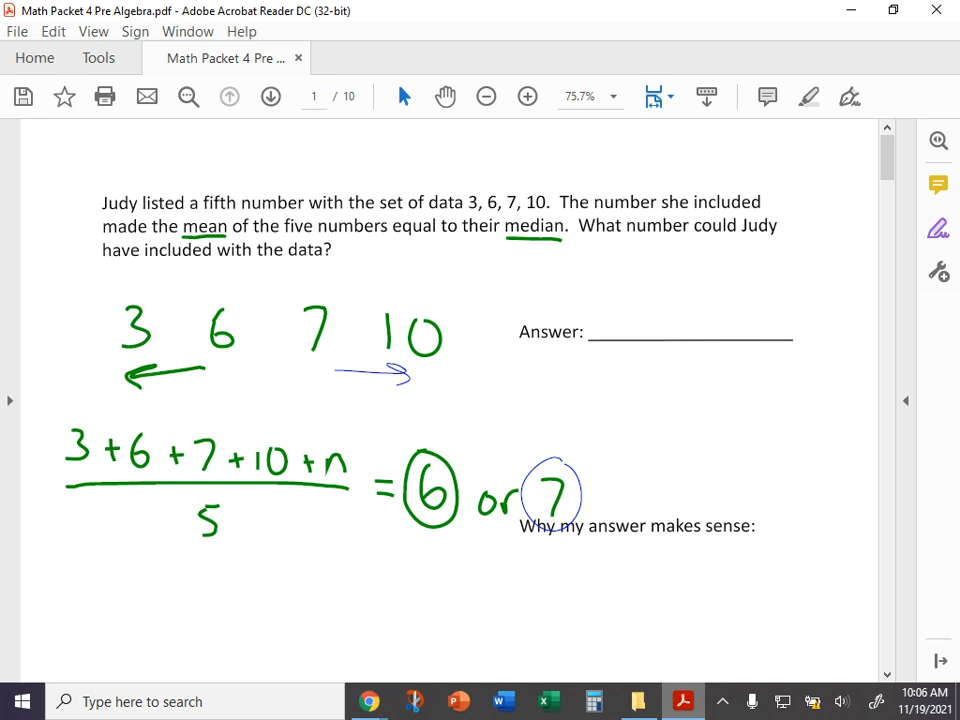 Math Packet 4 Pre Algebra.pdf - Adobe Acrobat Reader DC (32-bit)
File Edit View Sign Window Help
Home Tools Math Packet 4 Pre ... ×
1 / 10 75.7%
Judy listed a fifth number with the set of data 3, 6, 7, 10. The number she included
made the mean of the five numbers equal to their median. What number could Judy
have included with the data?
3 6 7 10
Answer: ____________________
3 + 6 + 7 + 10 + n
= 6 or 7
5
Why my answer makes sense:
Type here to search
10:06 AM
11/19/2021